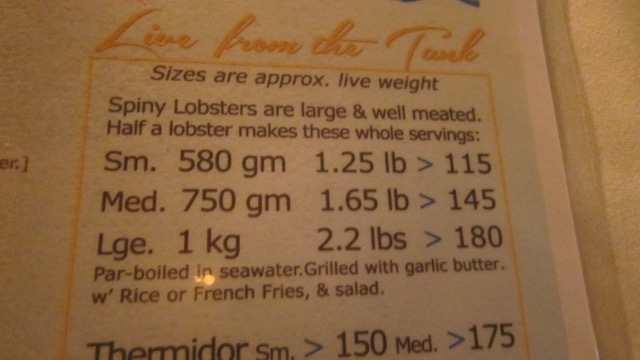 Live from the Tank
Sizes are approx. live weight
Spiny Lobsters are large & well meated.
Half a lobster makes these whole servings:
Sm. 580 gm 1.25 lb > 115
Med. 750 gm 1.65 lb > 145
er.]
Lge. 1 kg 2.2 lbs > 180
Par-boiled in seawater.Grilled with garlic butter.
w' Rice or French Fries, & salad.
Thermidor Sm. > 150 Med. >175